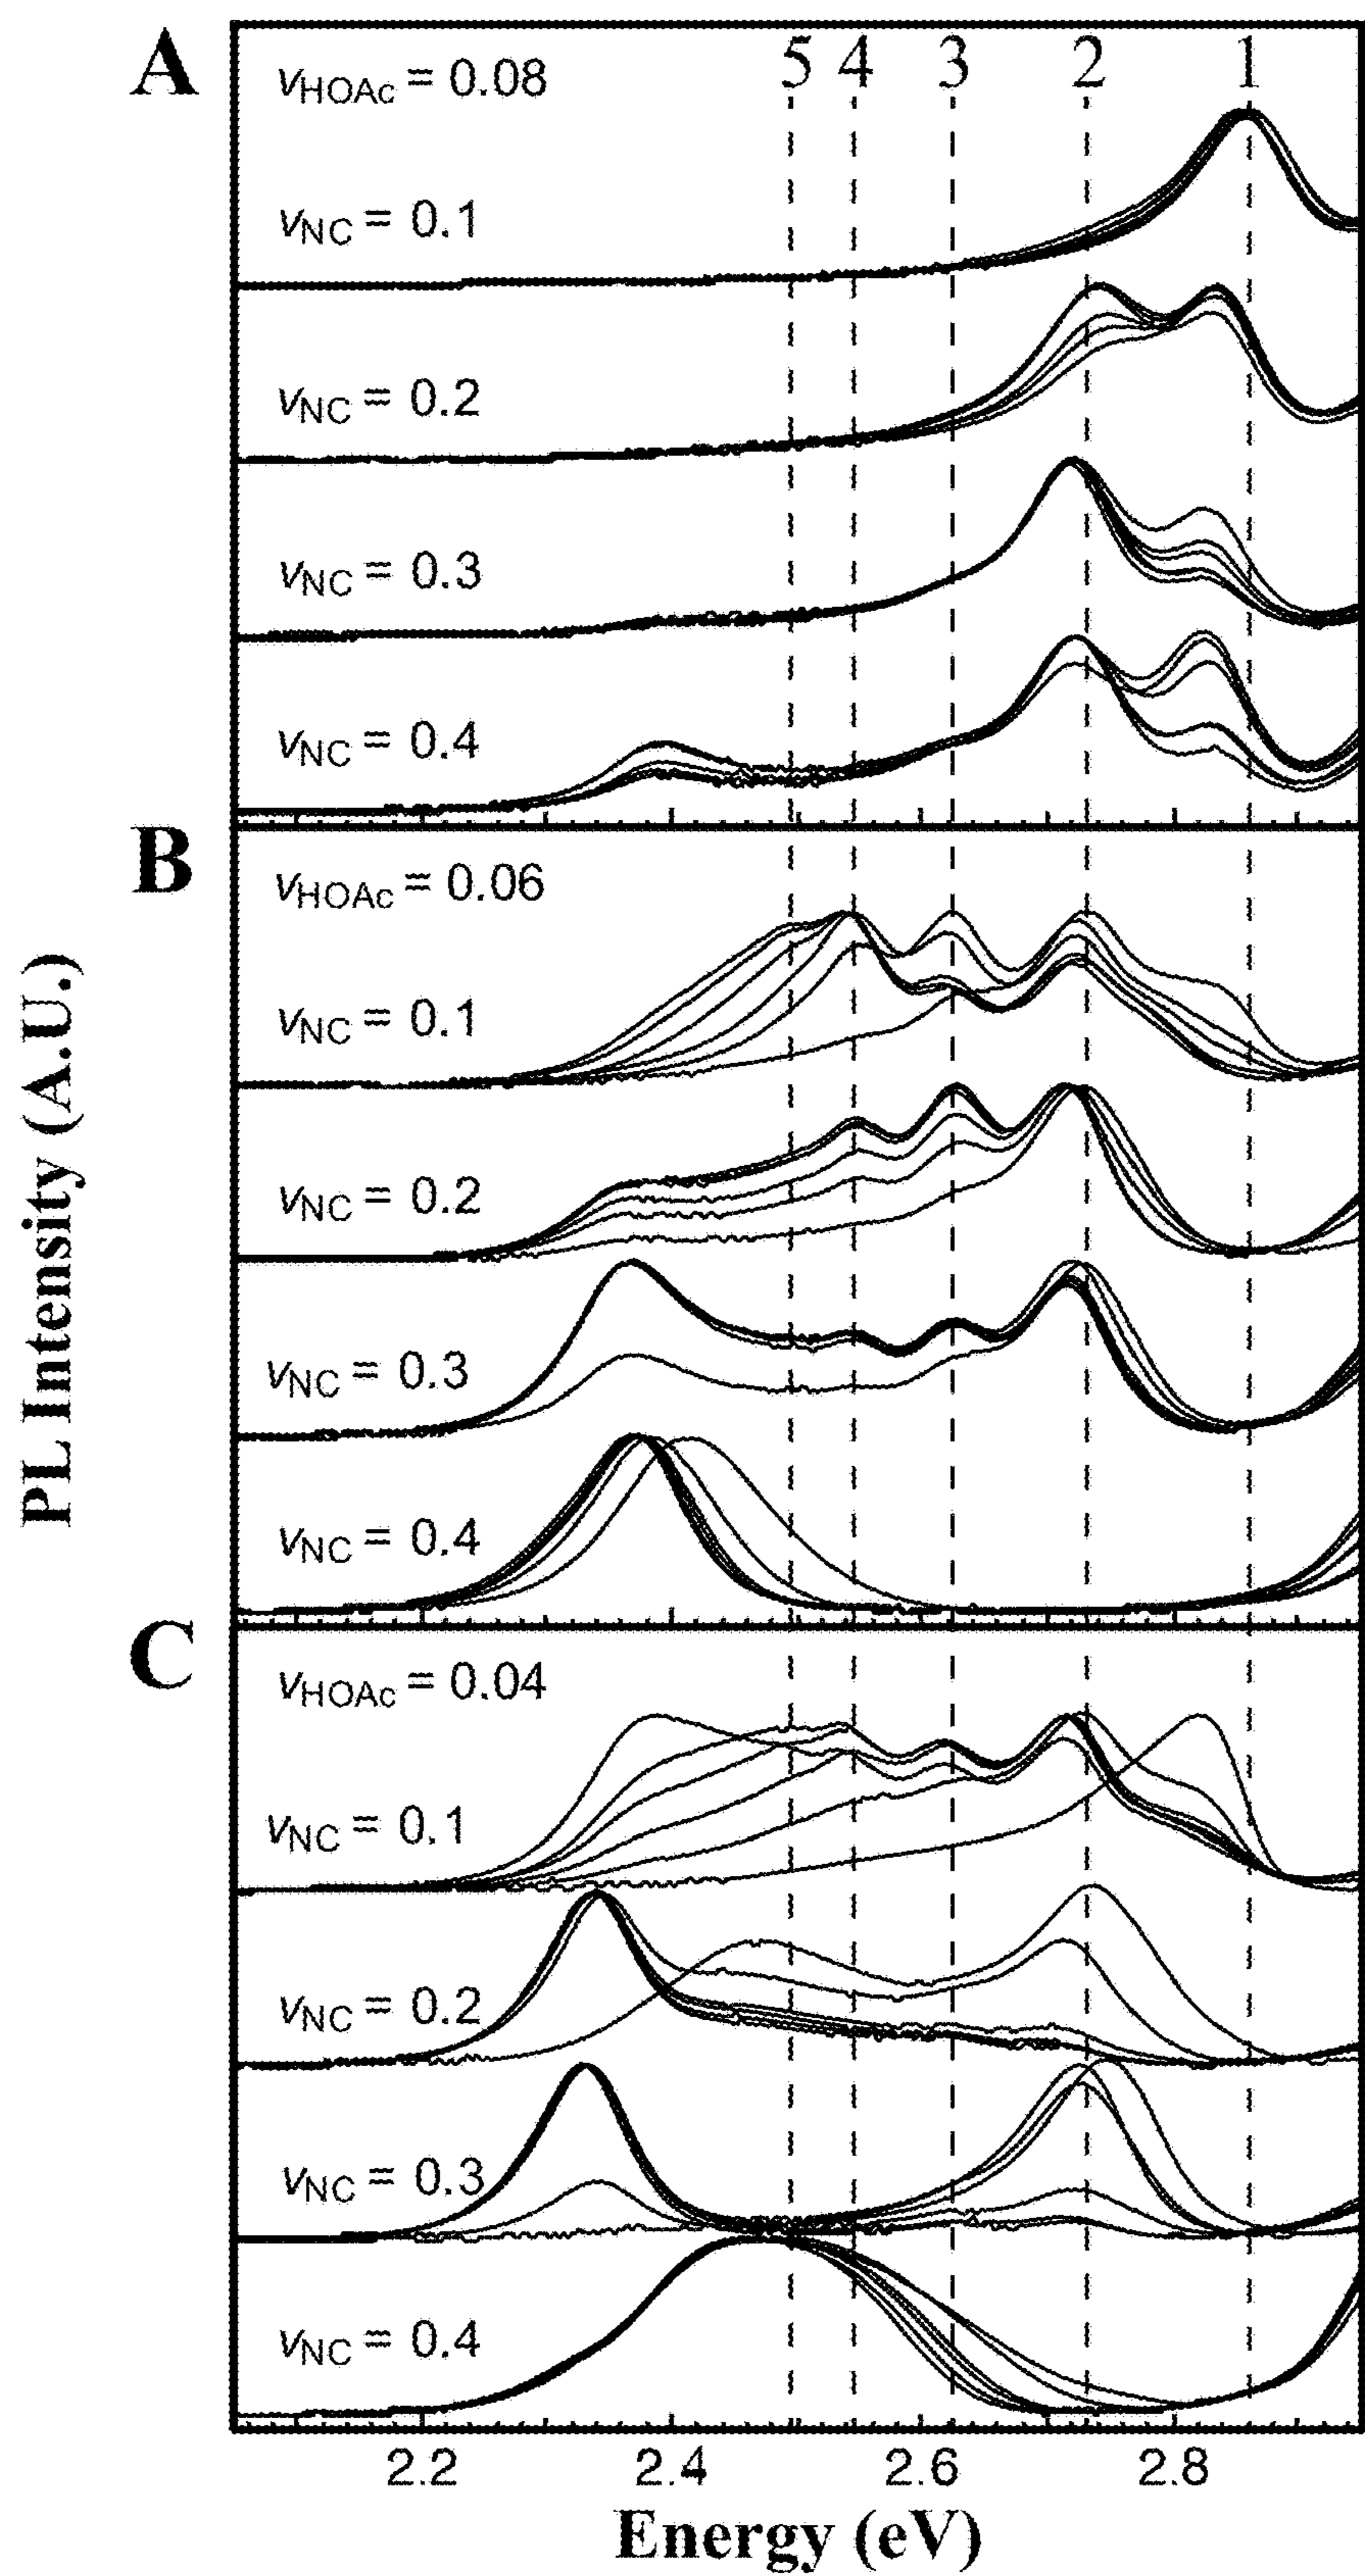 A
5 4 3 2 1
vHOAc = 0.08
vNC = 0.1
vNC = 0.2
vNC = 0.3
vNC = 0.4
B
vHOAc = 0.06
vNC = 0.1
vNC = 0.2
vNC = 0.3
vNC = 0.4
C
vHOAc = 0.04
vNC = 0.1
vNC = 0.2
vNC = 0.3
vNC = 0.4
PL Intensity (A.U.)
2.2 2.4 2.6 2.8
Energy (eV)